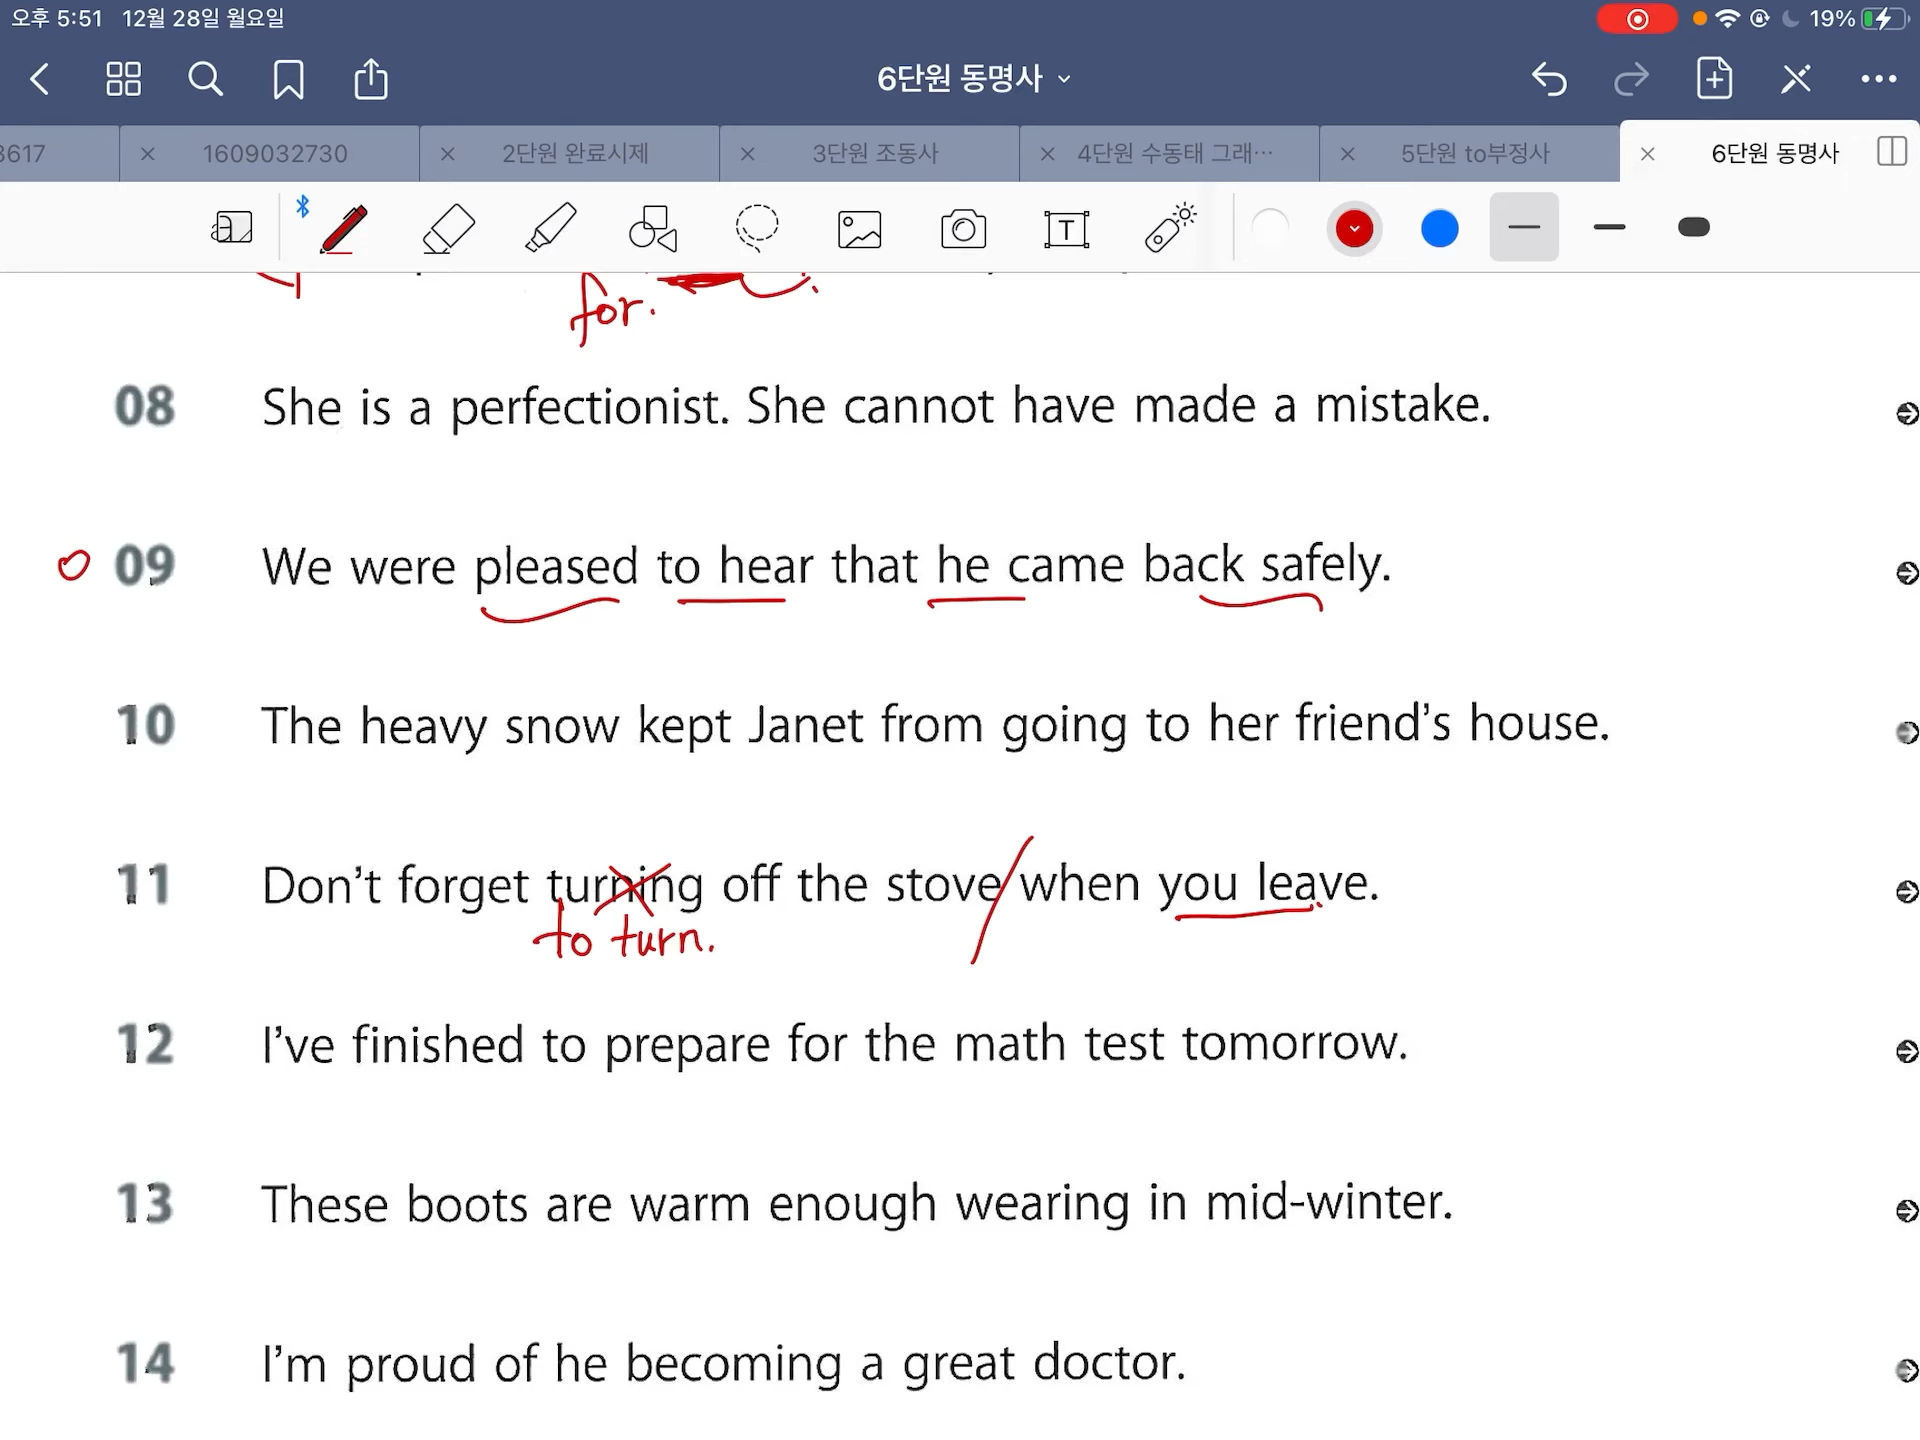 오후 5:51 12월 28일 월요일
19%
6단원 동명사
3617
1609032730
2단원 완료시제
3단원 조동사
4단원 수동태 그래…
5단원 to부정사
6단원 동명사
for.
08 She is a perfectionist. She cannot have made a mistake.
09 We were pleased to hear that he came back safely.
10 The heavy snow kept Janet from going to her friend's house.
11 Don't forget turning off the stove when you leave.
to turn.
12 I've finished to prepare for the math test tomorrow.
13 These boots are warm enough wearing in mid-winter.
14 I'm proud of he becoming a great doctor.